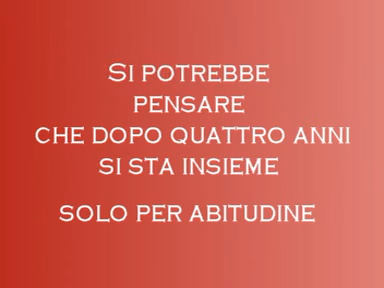 Si potrebbe
pensare
che dopo quattro anni
si sta insieme
solo per abitudine